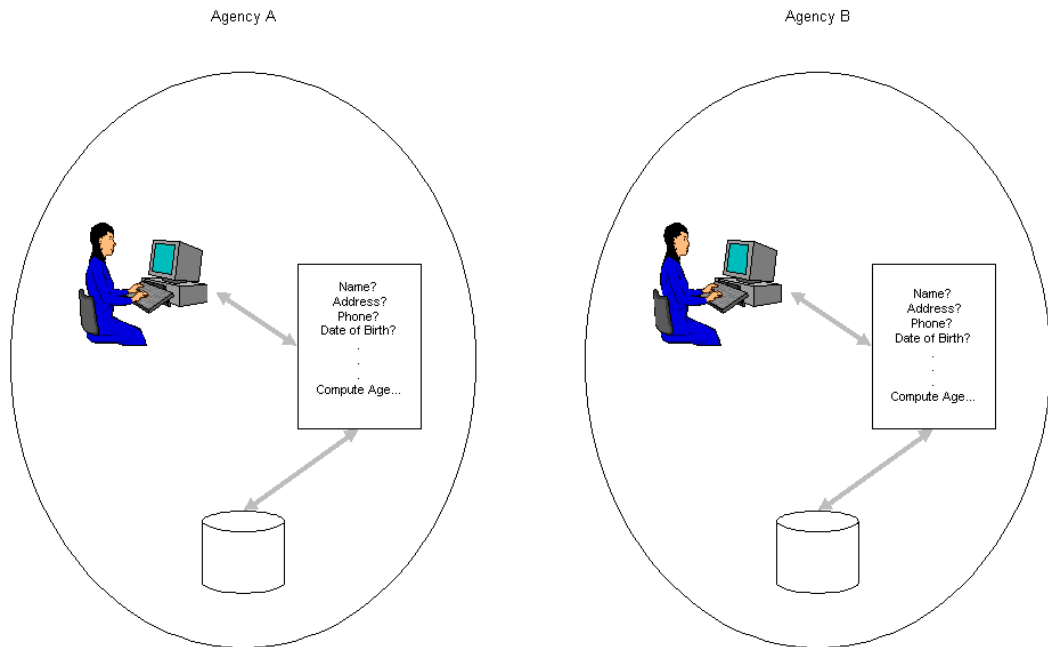 Agency A
Name?
Address?
Phone?
Date of Birth?
.
.
.
Compute Age...
Agency B
Name?
Address?
Phone?
Date of Birth?
.
.
.
Compute Age...